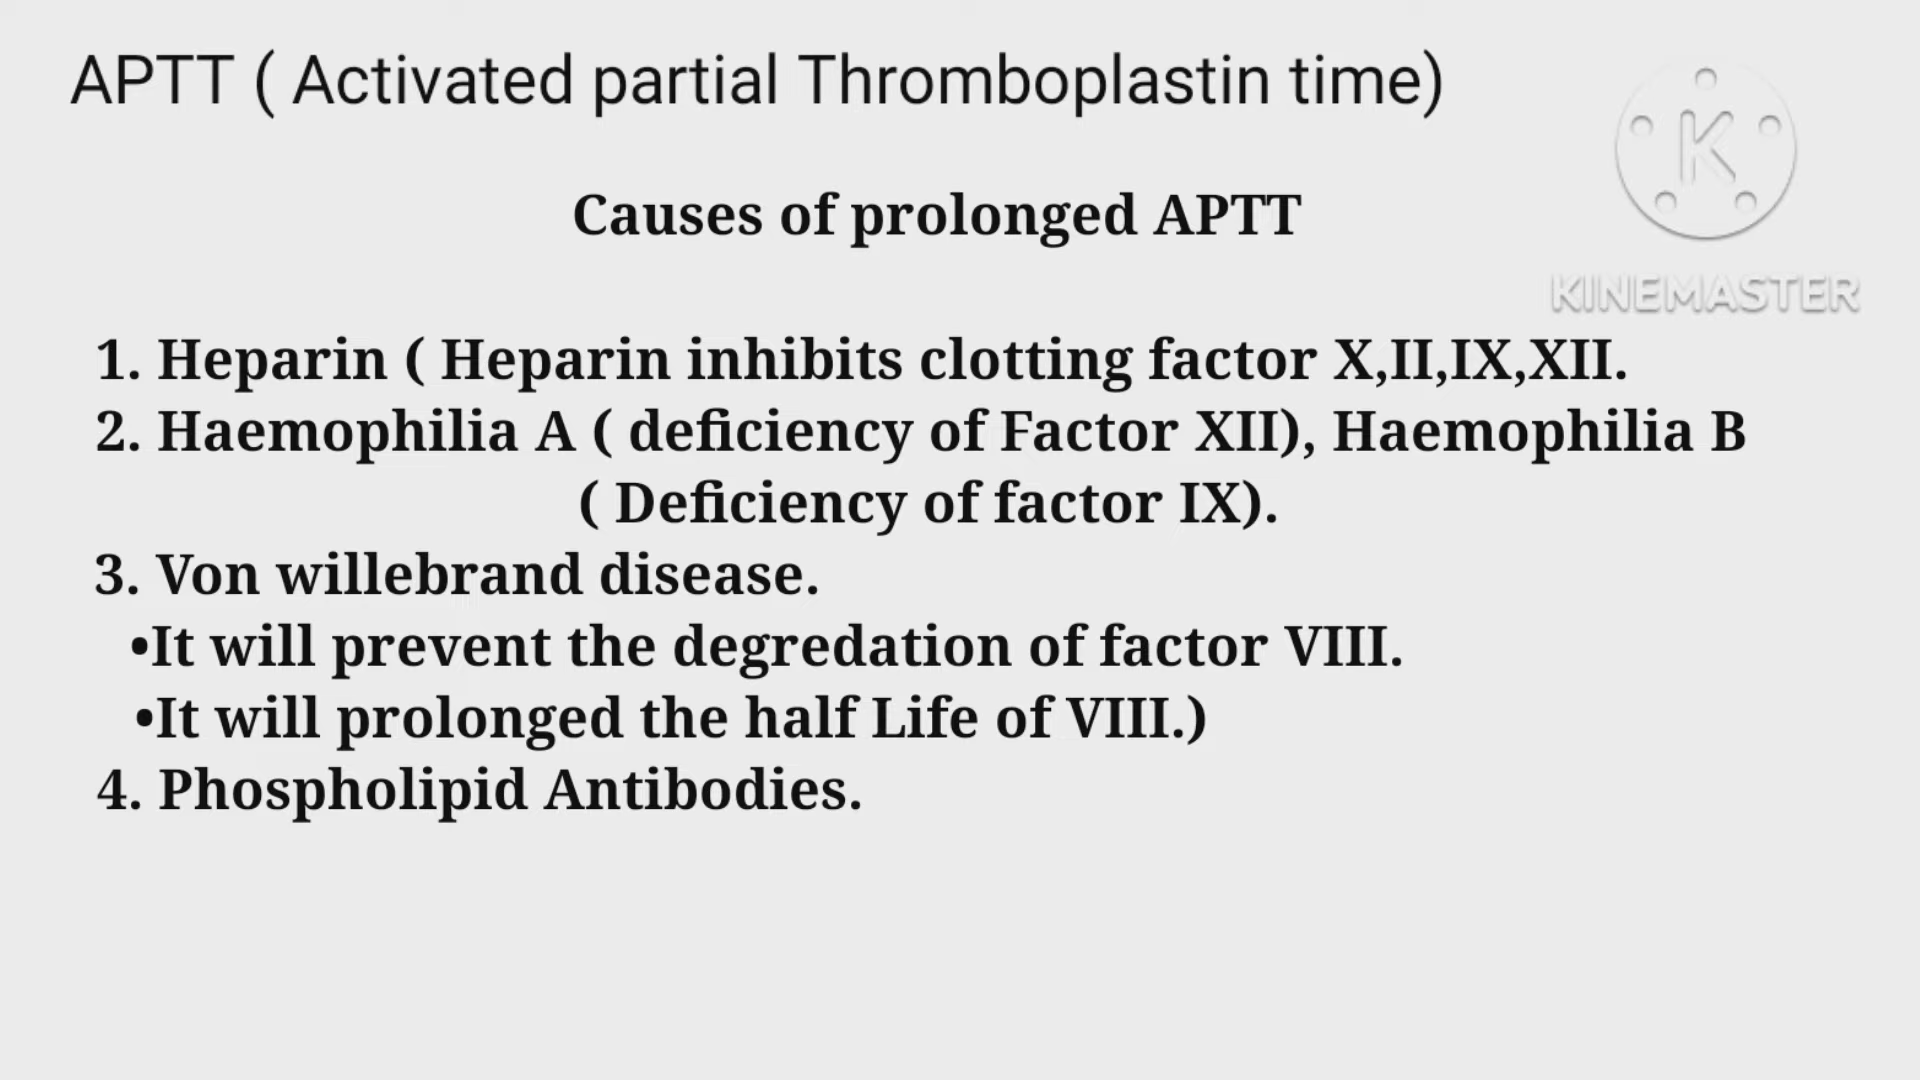 APTT ( Activated partial Thromboplastin time)
Causes of prolonged APTT
KINEMASTER
1. Heparin ( Heparin inhibits clotting factor X,II,IX,XII.
2. Haemophilia A ( deficiency of Factor XII), Haemophilia B
( Deficiency of factor IX).
3. Von willebrand disease.
•It will prevent the degredation of factor VIII.
•It will prolonged the half Life of VIII.)
4. Phospholipid Antibodies.